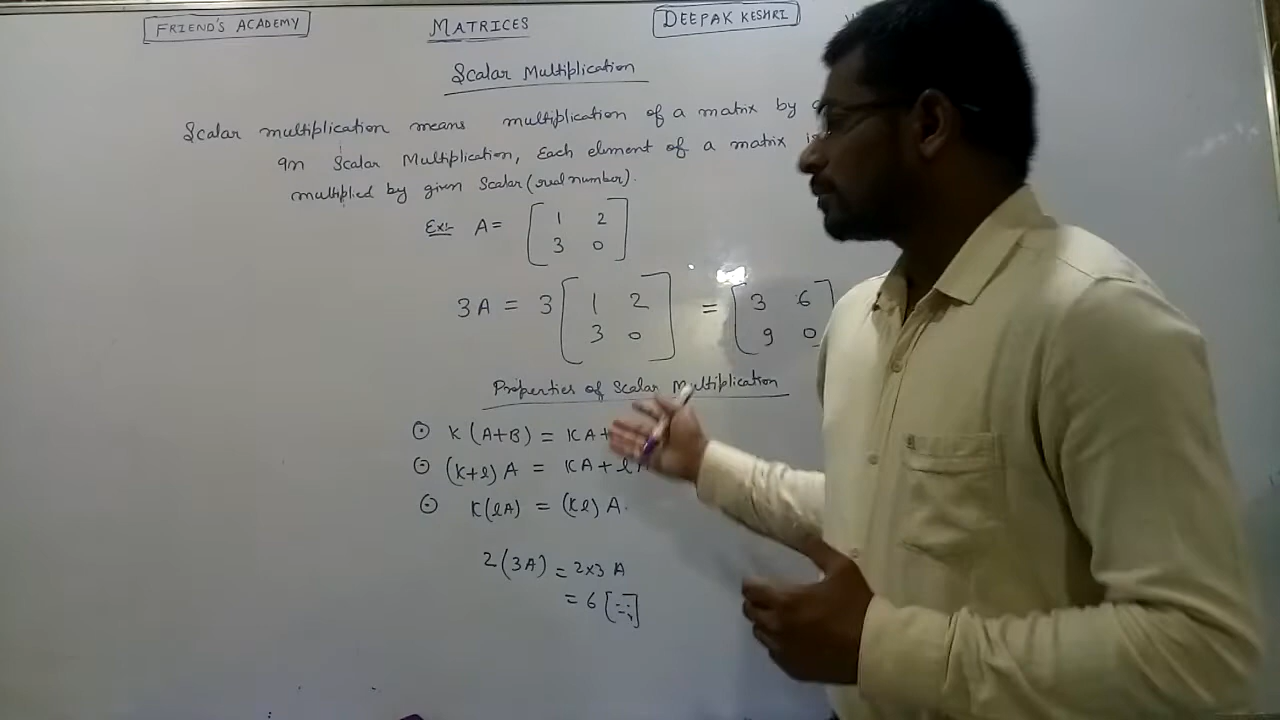 FRIEND'S ACADEMY MATRICES DEEPAK KESHRI
Scalar Multiplication
Scalar multiplication means multiplication of a matrix by
In Scalar Multiplication, Each element of a matrix is
multiplied by given Scalar (real number).
Ex:- A = [ 1 2
3 0 ]
3A = 3 [ 1 2 = [ 3 6 ]
3 0 ] 9 0
Properties of Scalar Multiplication
⊙ K(A+B) = KA+
⊙ (K+l)A = KA+l
⊙ K(lA) = (Kl)A.
2(3A) = 2×3 A
= 6 [ ]